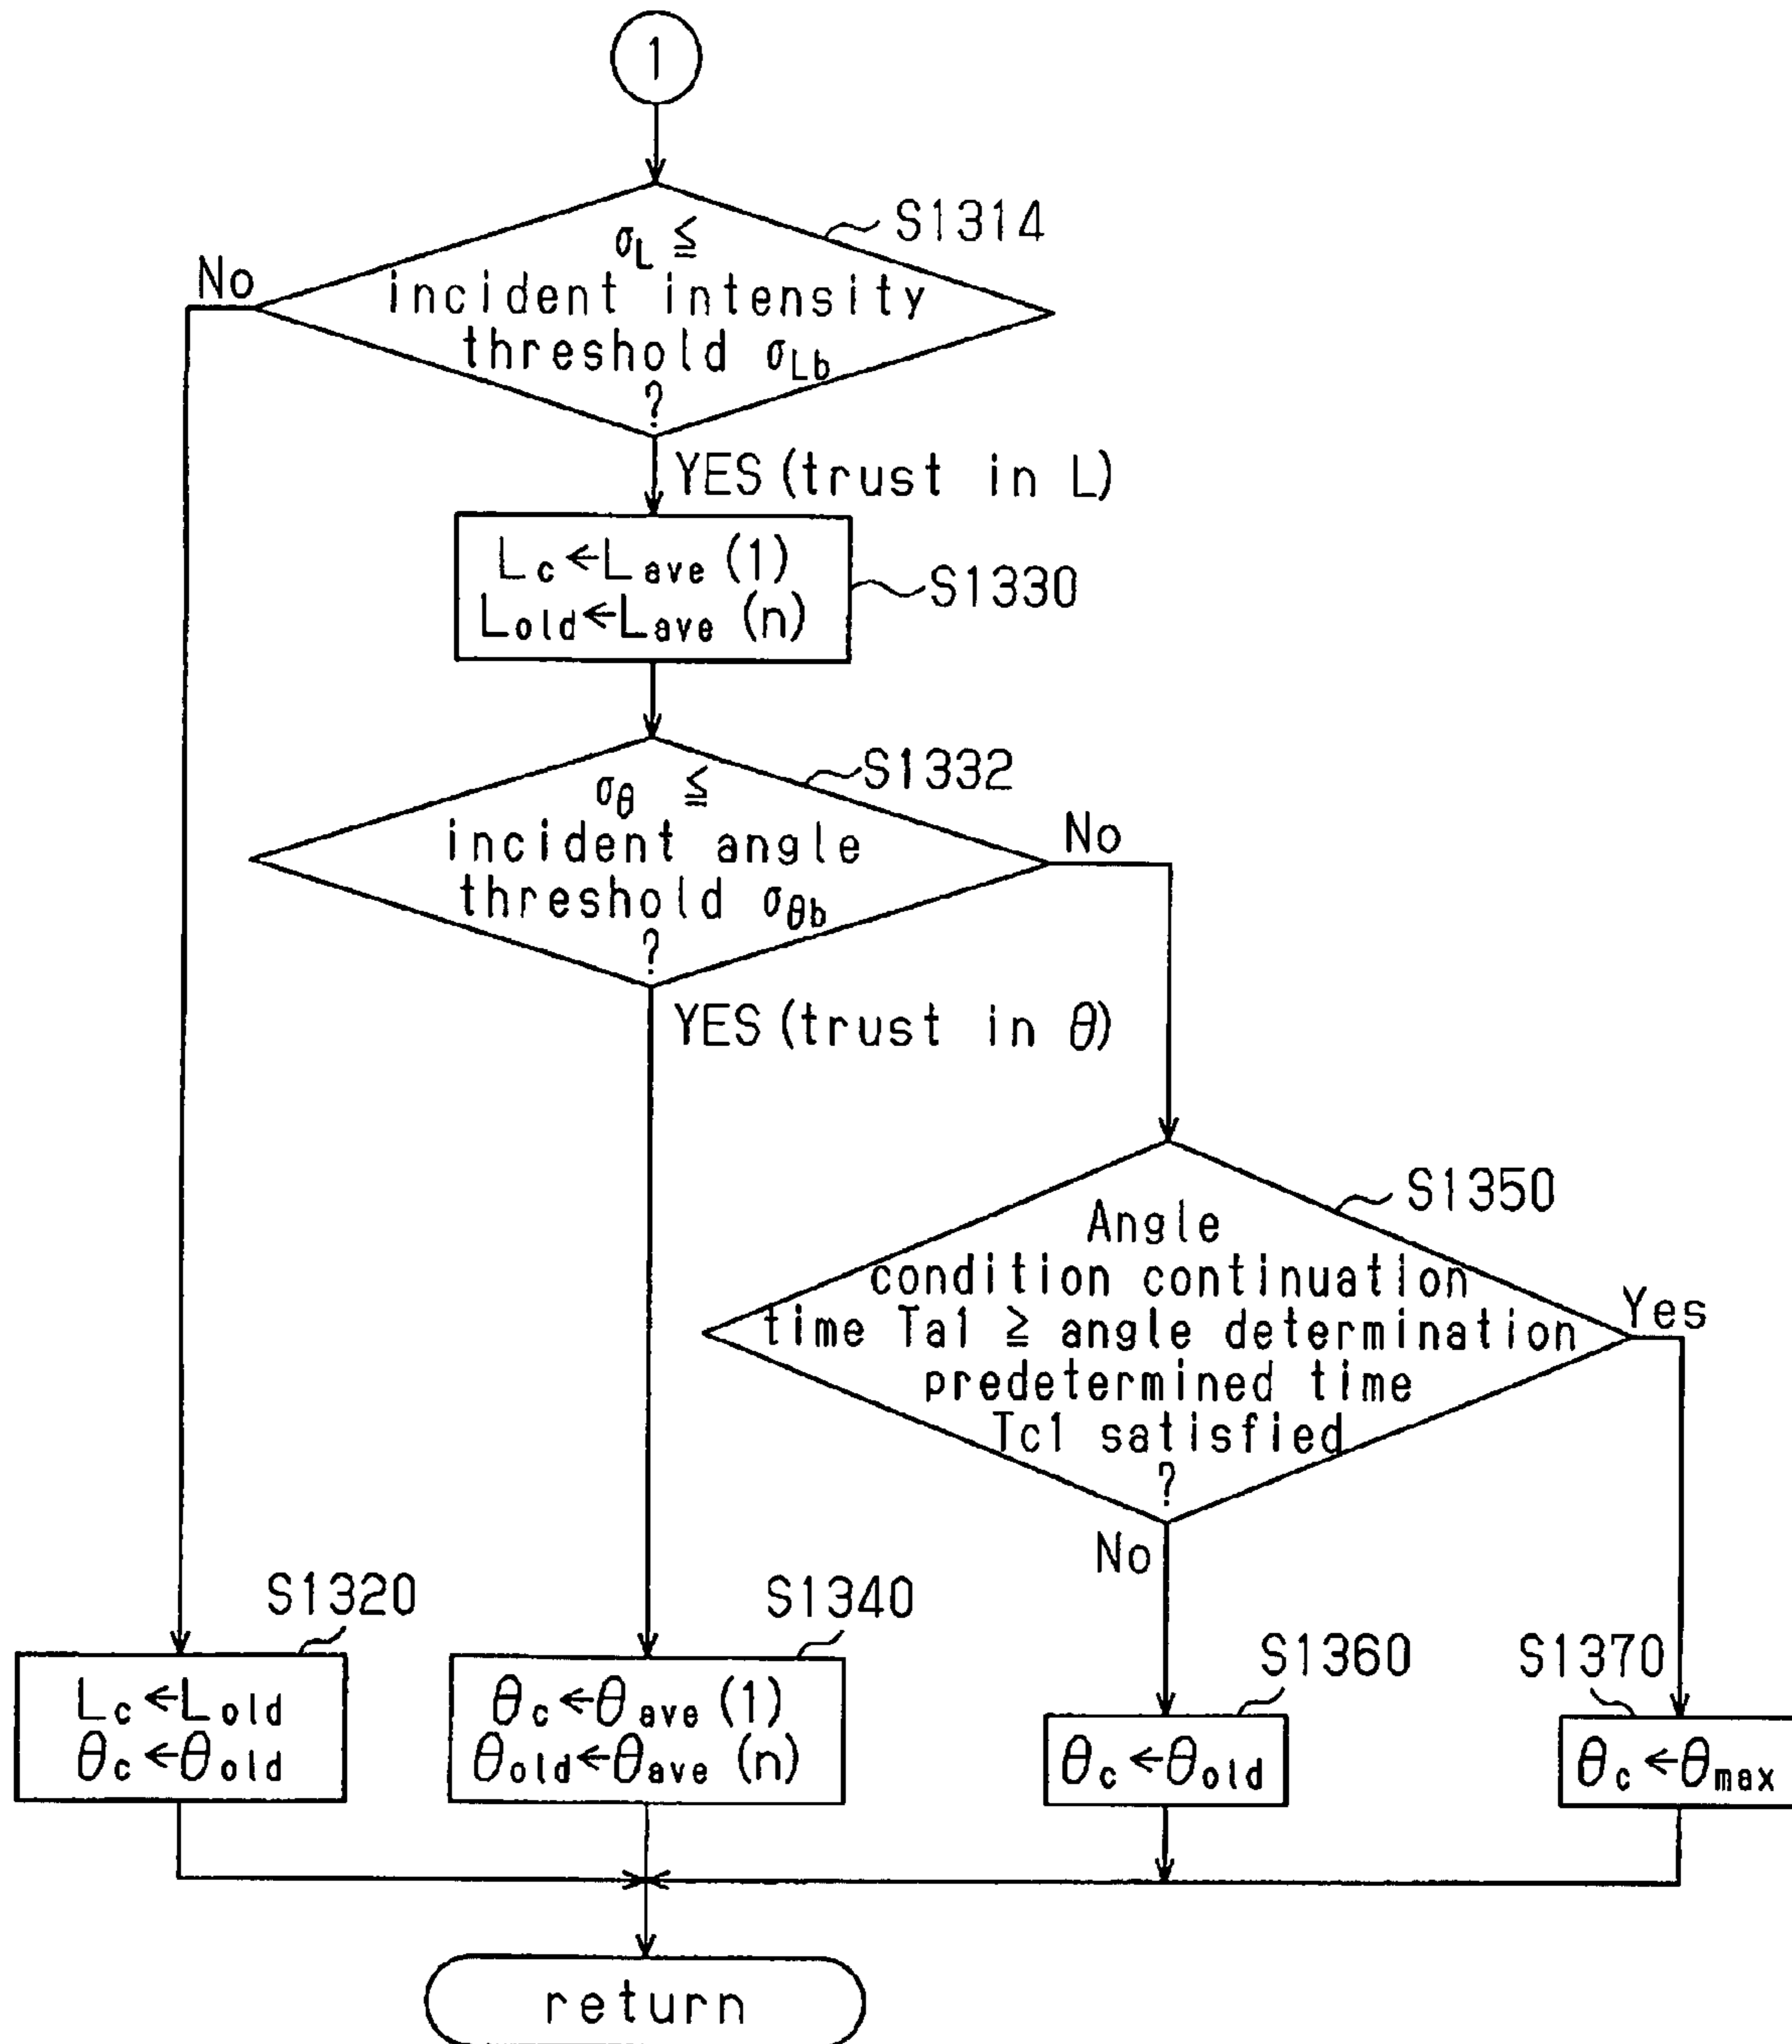 1
S1314
σL ≦
incident intensity
threshold σLb
?
No
YES (trust in L)
Lc←Lave (1)
Lold←Lave (n)
S1330
S1332
σθ ≦
incident angle
threshold σθb
?
No
YES (trust in θ)
S1350
Angle
condition continuation
time Ta1 ≧ angle determination
predetermined time
Tc1 satisfied
?
Yes
No
S1320
Lc←Lold
θc←θold
S1340
θc←θave (1)
θold←θave (n)
S1360
θc←θold
S1370
θc←θmax
return